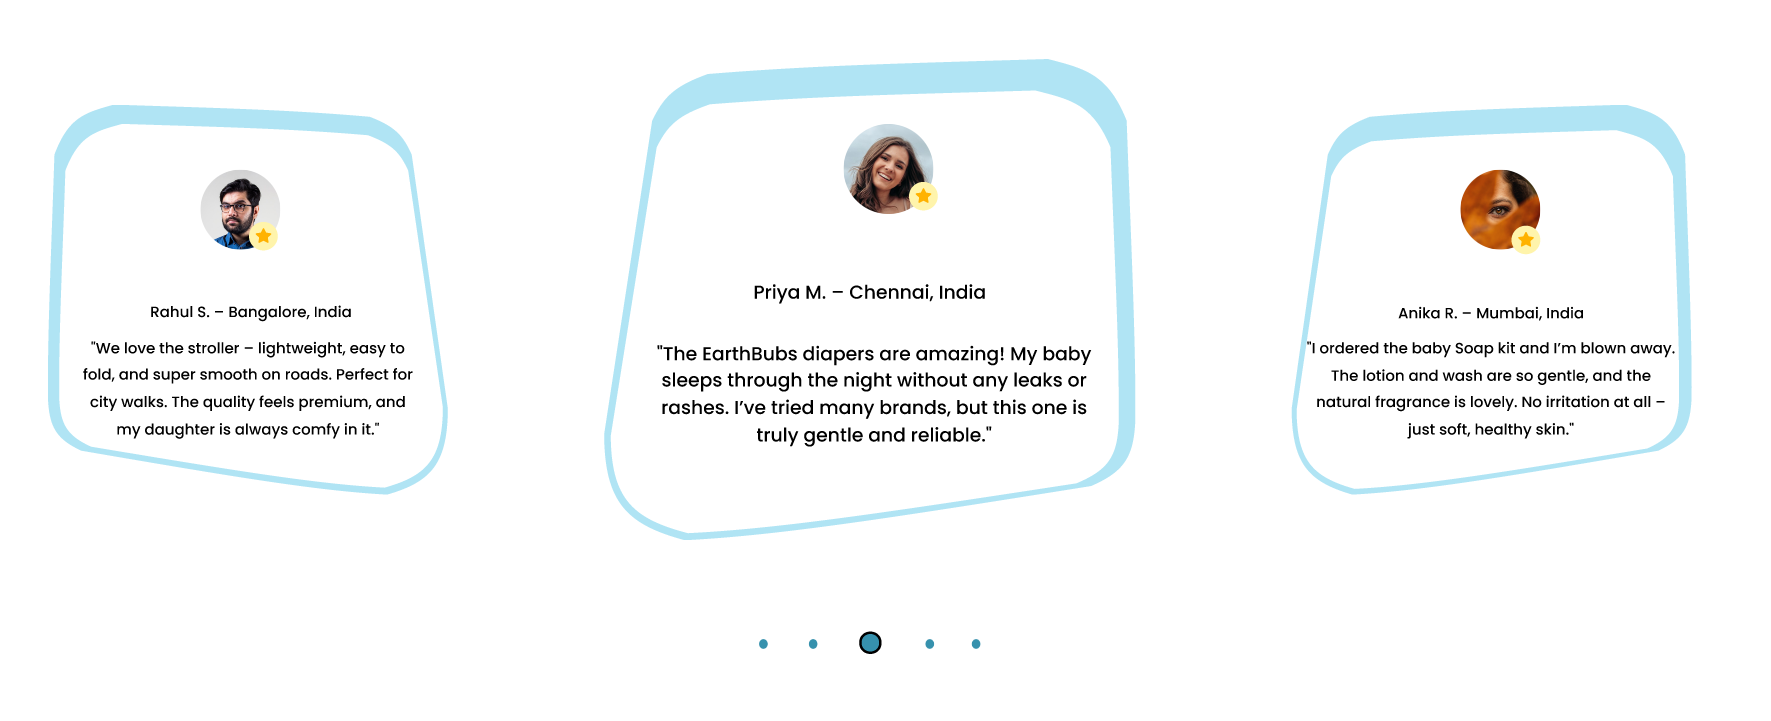 Rahul S. – Bangalore, India
"We love the stroller – lightweight, easy to
fold, and super smooth on roads. Perfect for
city walks. The quality feels premium, and
my daughter is always comfy in it."
Priya M. – Chennai, India
"The EarthBubs diapers are amazing! My baby
sleeps through the night without any leaks or
rashes. I’ve tried many brands, but this one is
truly gentle and reliable."
Anika R. – Mumbai, India
"I ordered the baby Soap kit and I’m blown away.
The lotion and wash are so gentle, and the
natural fragrance is lovely. No irritation at all –
just soft, healthy skin."